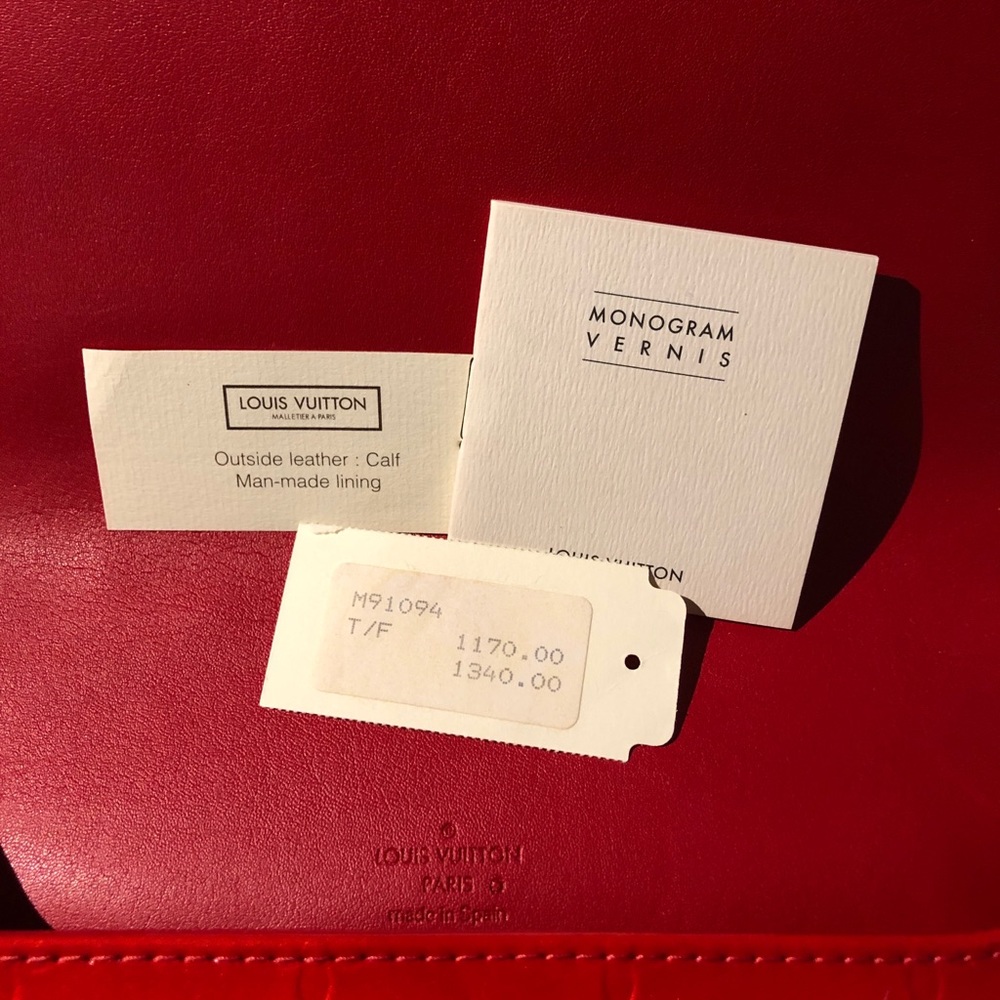 MONOGRAM
VERNIS
LOUIS VUITTON
LOUIS VUITTON
MALLETIER A PARIS
Outside leather : Calf
Man-made lining
M91094
T/F
1170.00
1340.00
LOUIS VUITTON
PARIS
made in Spain